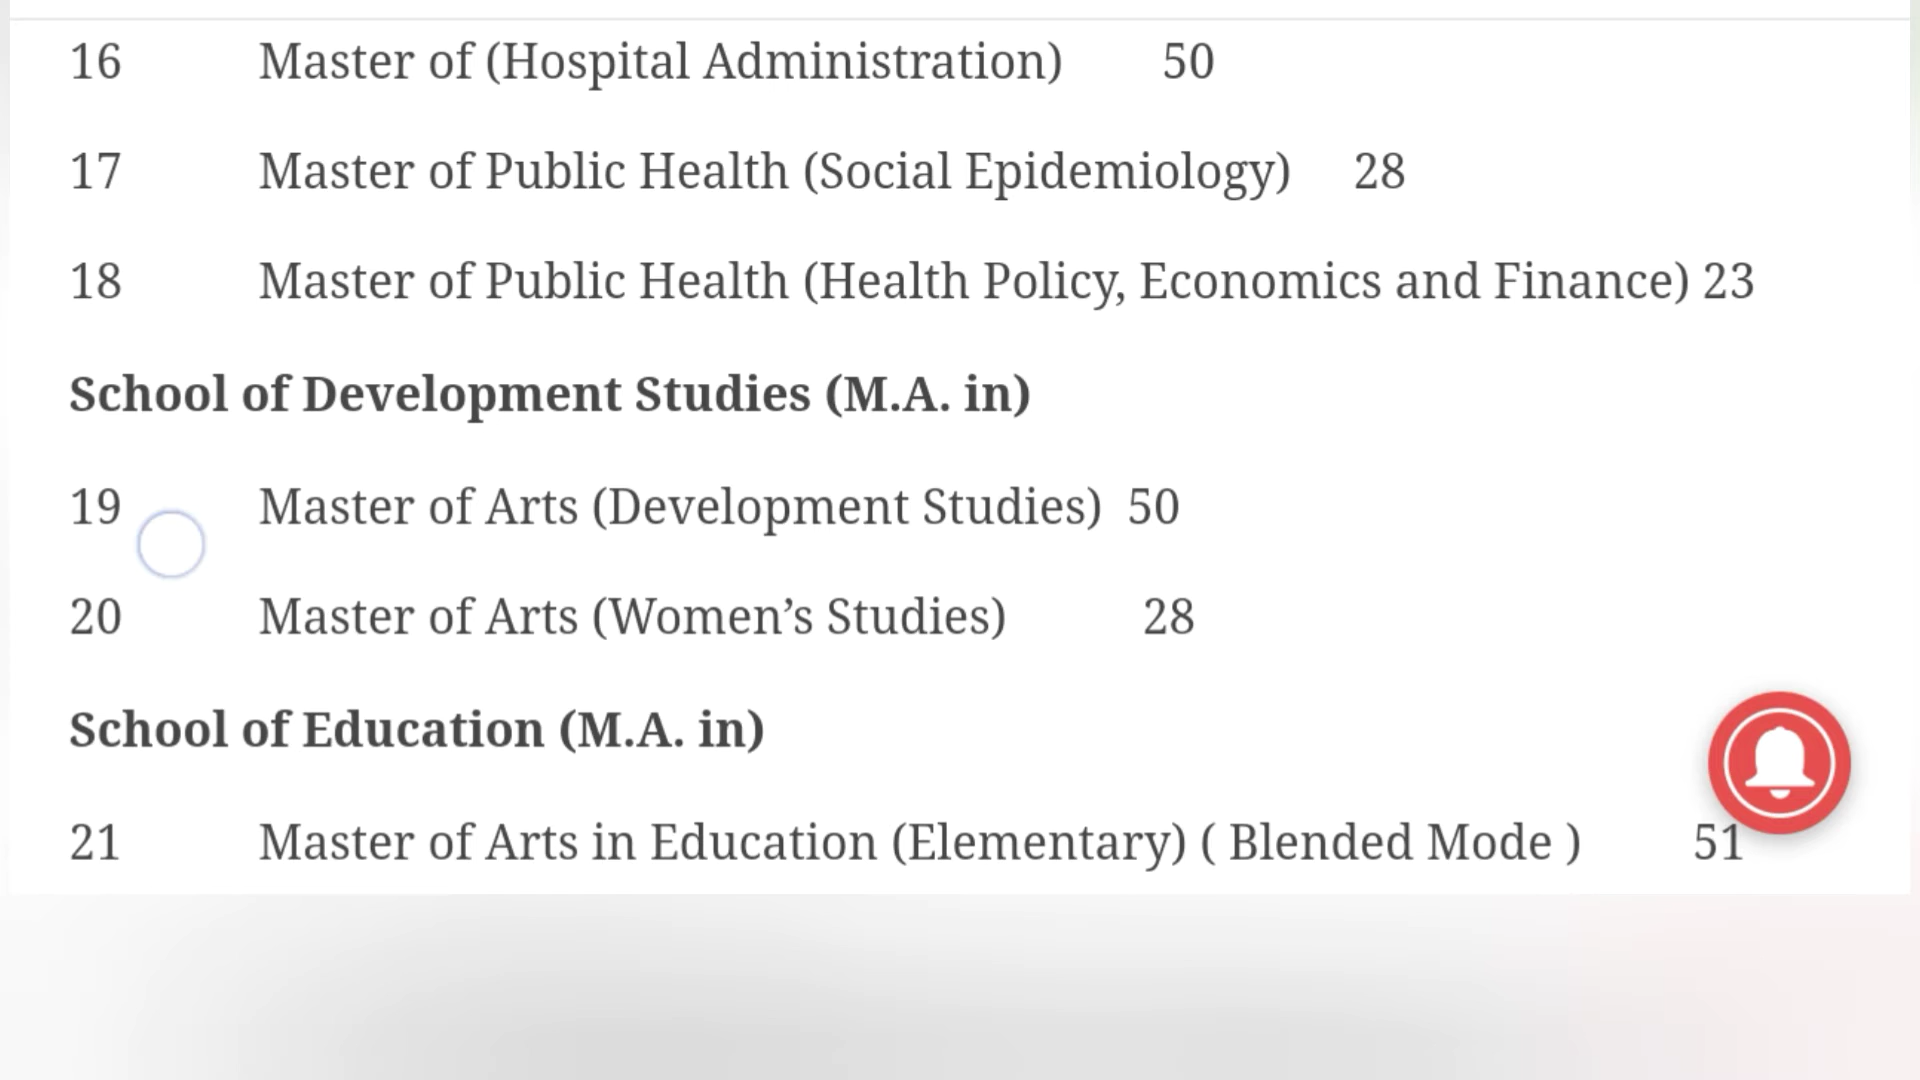 16 Master of (Hospital Administration) 50
17 Master of Public Health (Social Epidemiology) 28
18 Master of Public Health (Health Policy, Economics and Finance) 23
School of Development Studies (M.A. in)
19 Master of Arts (Development Studies) 50
20 Master of Arts (Women’s Studies) 28
School of Education (M.A. in)
21 Master of Arts in Education (Elementary) ( Blended Mode ) 51